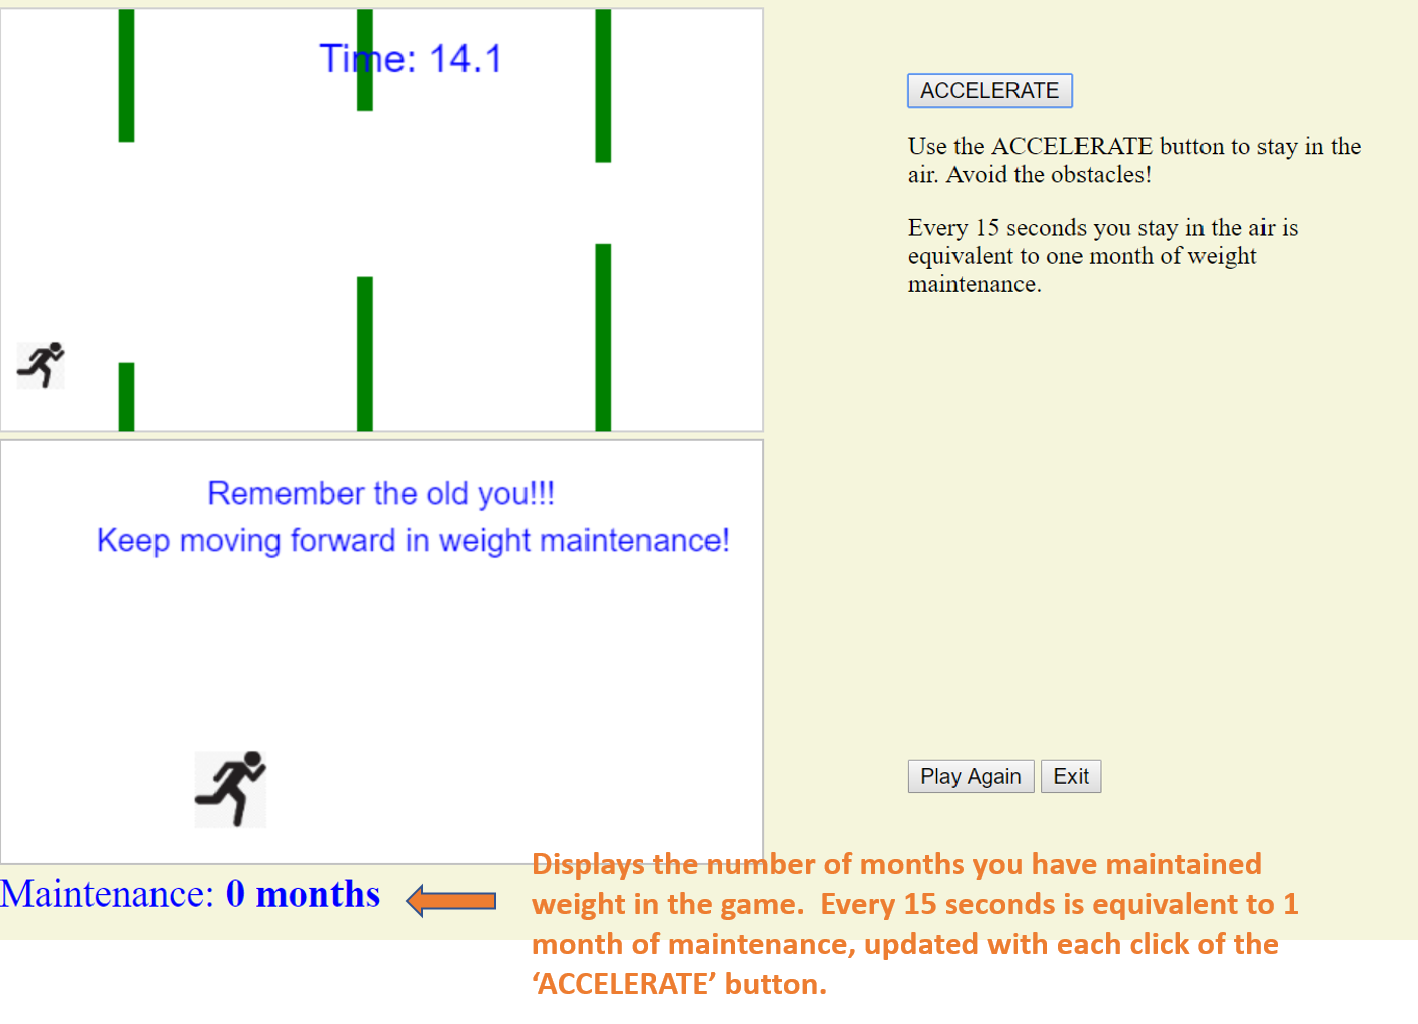 Time: 14.1
ACCELERATE
Use the ACCELERATE button to stay in the
air. Avoid the obstacles!
Every 15 seconds you stay in the air is
equivalent to one month of weight
maintenance.
Remember the old you!!!
Keep moving forward in weight maintenance!
Play Again
Exit
Maintenance: 0 months
Displays the number of months you have maintained
weight in the game.  Every 15 seconds is equivalent to 1
month of maintenance, updated with each click of the
‘ACCELERATE’ button.